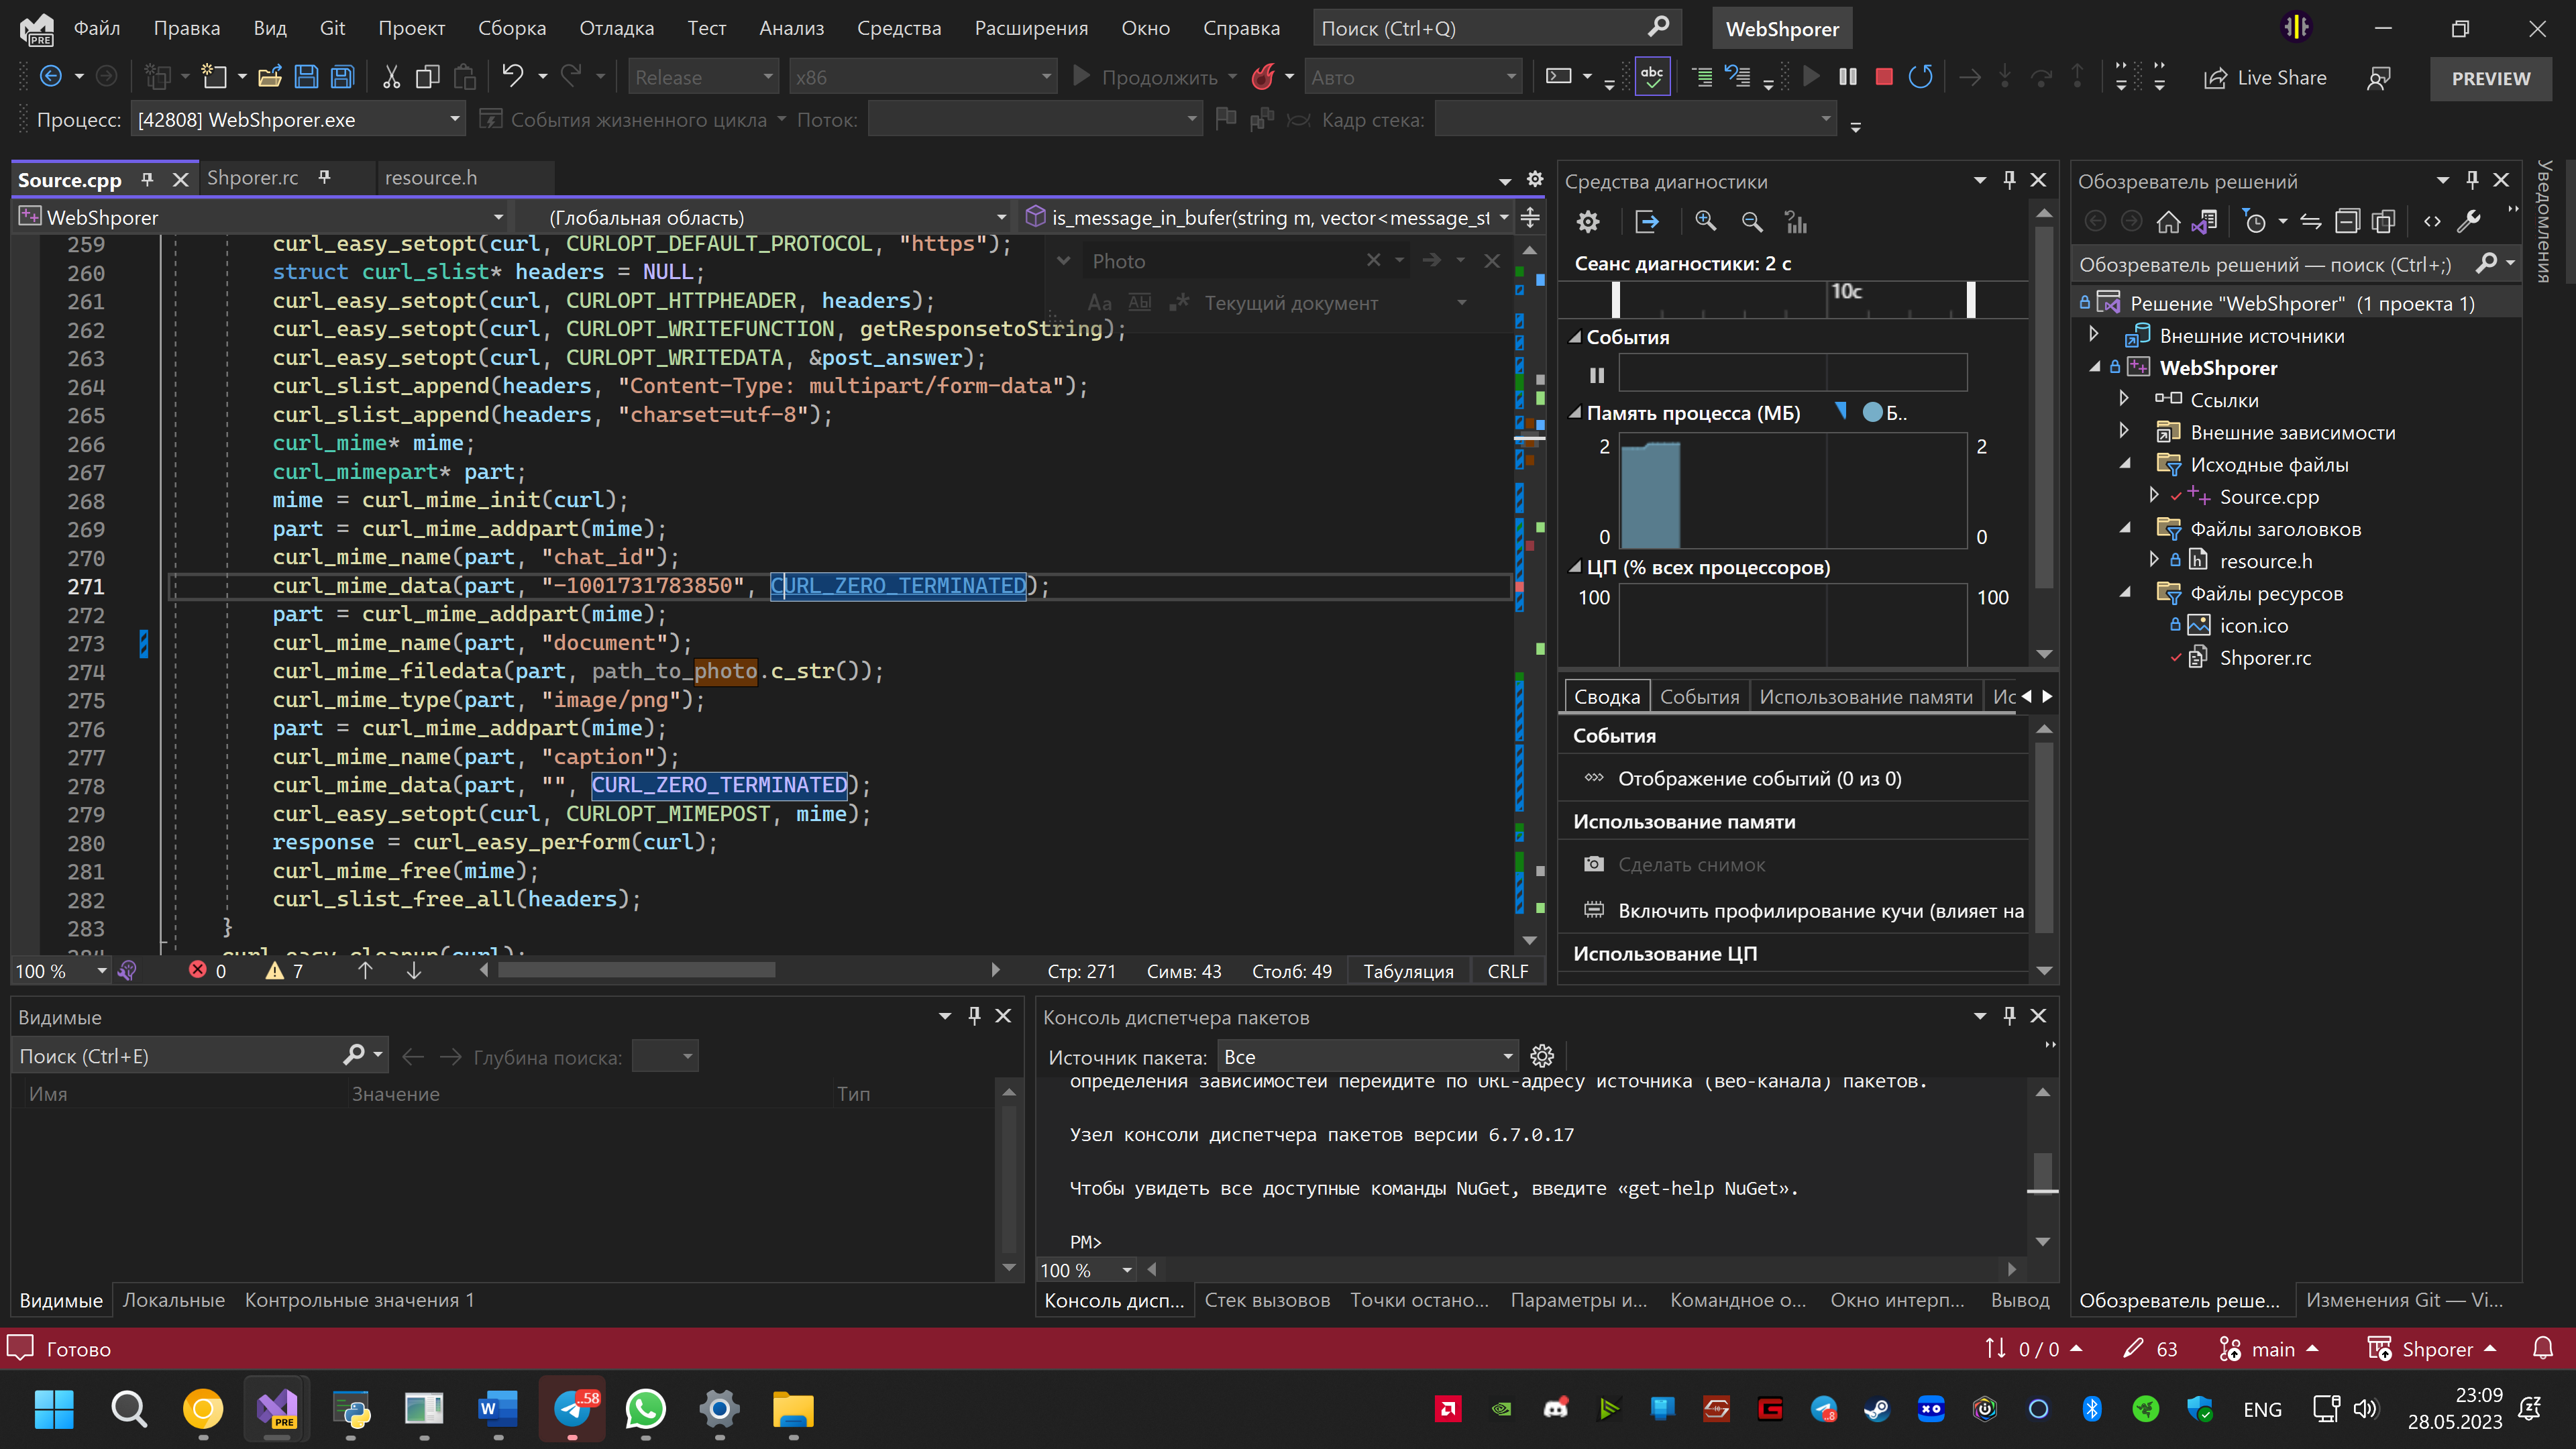 Файл Правка Вид Git Проект Сборка Отладка Тест Анализ Средства Расширения Окно Справка Поиск (Ctrl+Q) WebShporer
PRE
Release x86 Продолжить Авто abc Live Share PREVIEW
Процесс: [42808] WebShporer.exe События жизненного цикла Поток: Кадр стека:
Source.cpp Shporer.rc resource.h
WebShporer (Глобальная область) is_message_in_bufer(string m, vector<message_st
Photo
Aa Ab .* Текущий документ
259 curl_easy_setopt(curl, CURLOPT_DEFAULT_PROTOCOL, "https");
260 struct curl_slist* headers = NULL;
261 curl_easy_setopt(curl, CURLOPT_HTTPHEADER, headers);
262 curl_easy_setopt(curl, CURLOPT_WRITEFUNCTION, getResponsetoString);
263 curl_easy_setopt(curl, CURLOPT_WRITEDATA, &post_answer);
264 curl_slist_append(headers, "Content-Type: multipart/form-data");
265 curl_slist_append(headers, "charset=utf-8");
266 curl_mime* mime;
267 curl_mimepart* part;
268 mime = curl_mime_init(curl);
269 part = curl_mime_addpart(mime);
270 curl_mime_name(part, "chat_id");
271 curl_mime_data(part, "-1001731783850", CURL_ZERO_TERMINATED);
272 part = curl_mime_addpart(mime);
273 curl_mime_name(part, "document");
274 curl_mime_filedata(part, path_to_photo.c_str());
275 curl_mime_type(part, "image/png");
276 part = curl_mime_addpart(mime);
277 curl_mime_name(part, "caption");
278 curl_mime_data(part, "", CURL_ZERO_TERMINATED);
279 curl_easy_setopt(curl, CURLOPT_MIMEPOST, mime);
280 response = curl_easy_perform(curl);
281 curl_mime_free(mime);
282 curl_slist_free_all(headers);
283 }
284 curl_easy_cleanup(curl);
100 % 0 7 Стр: 271 Симв: 43 Столб: 49 Табуляция CRLF
Средства диагностики
Сеанс диагностики: 2 с
10с
События
Память процесса (МБ) Б..
2 2
0 0
ЦП (% всех процессоров)
100 100
Сводка События Использование памяти Ис
События
Отображение событий (0 из 0)
Использование памяти
Сделать снимок
Включить профилирование кучи (влияет на
Использование ЦП
Обозреватель решений
Обозреватель решений — поиск (Ctrl+;)
Решение "WebShporer" (1 проекта 1)
Внешние источники
WebShporer
Ссылки
Внешние зависимости
Исходные файлы
Source.cpp
Файлы заголовков
resource.h
Файлы ресурсов
icon.ico
Shporer.rc
Уведомления
Видимые
Поиск (Ctrl+E) Глубина поиска:
Имя Значение Тип
Видимые Локальные Контрольные значения 1
Консоль диспетчера пакетов
Источник пакета: Все
определения зависимостей перейдите по URL-адресу источника (веб-канала) пакетов.
Узел консоли диспетчера пакетов версии 6.7.0.17
Чтобы увидеть все доступные команды NuGet, введите «get-help NuGet».
PM>
100 %
Консоль дисп... Стек вызовов Точки остано... Параметры и... Командное о... Окно интерп... Вывод
Обозреватель реше... Изменения Git — Vi...
Готово 0 / 0 63 main Shporer
PRE W ..58 ..8 XO ENG 23:09
28.05.2023